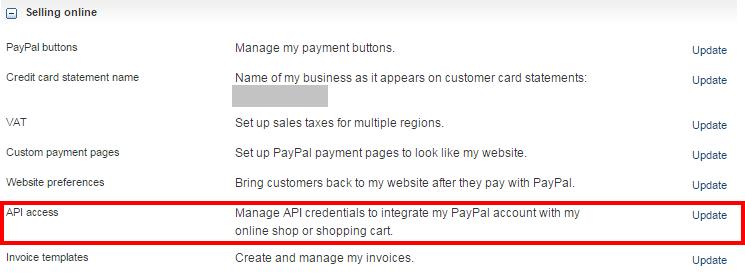 Selling online
PayPal buttons Manage my payment buttons. Update
Credit card statement name Name of my business as it appears on customer card statements: Update
VAT Set up sales taxes for multiple regions. Update
Custom payment pages Set up PayPal payment pages to look like my website. Update
Website preferences Bring customers back to my website after they pay with PayPal. Update
API access Manage API credentials to integrate my PayPal account with my Update
online shop or shopping cart.
Invoice templates Create and manage my invoices. Update